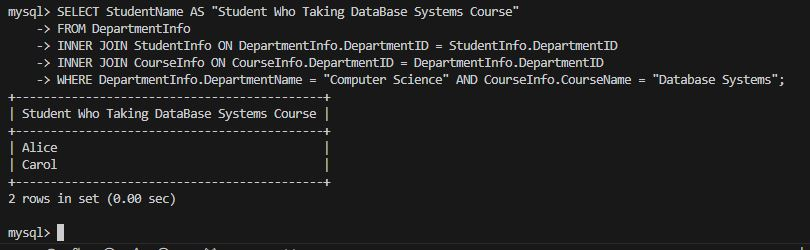 mysql> SELECT StudentName AS "Student Who Taking DataBase Systems Course"
-> FROM DepartmentInfo
-> INNER JOIN StudentInfo ON DepartmentInfo.DepartmentID = StudentInfo.DepartmentID
-> INNER JOIN CourseInfo ON CourseInfo.DepartmentID = DepartmentInfo.DepartmentID
-> WHERE DepartmentInfo.DepartmentName = "Computer Science" AND CourseInfo.CourseName = "Database Systems";
+--------------------------------------------+
| Student Who Taking DataBase Systems Course |
+--------------------------------------------+
| Alice |
| Carol |
+--------------------------------------------+
2 rows in set (0.00 sec)
mysql>